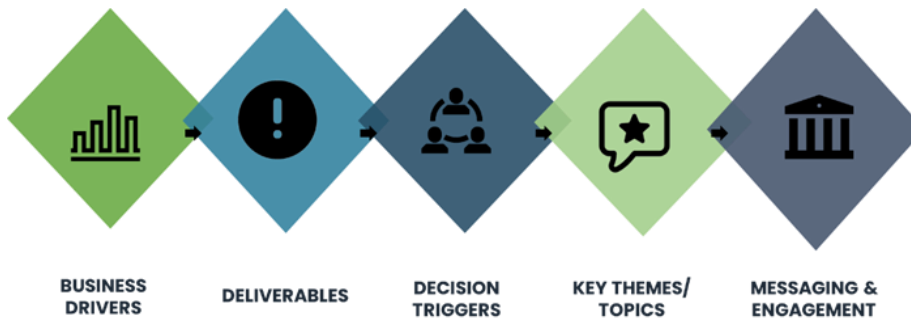 BUSINESS
DRIVERS
DELIVERABLES
DECISION
TRIGGERS
KEY THEMES/
TOPICS
MESSAGING &
ENGAGEMENT